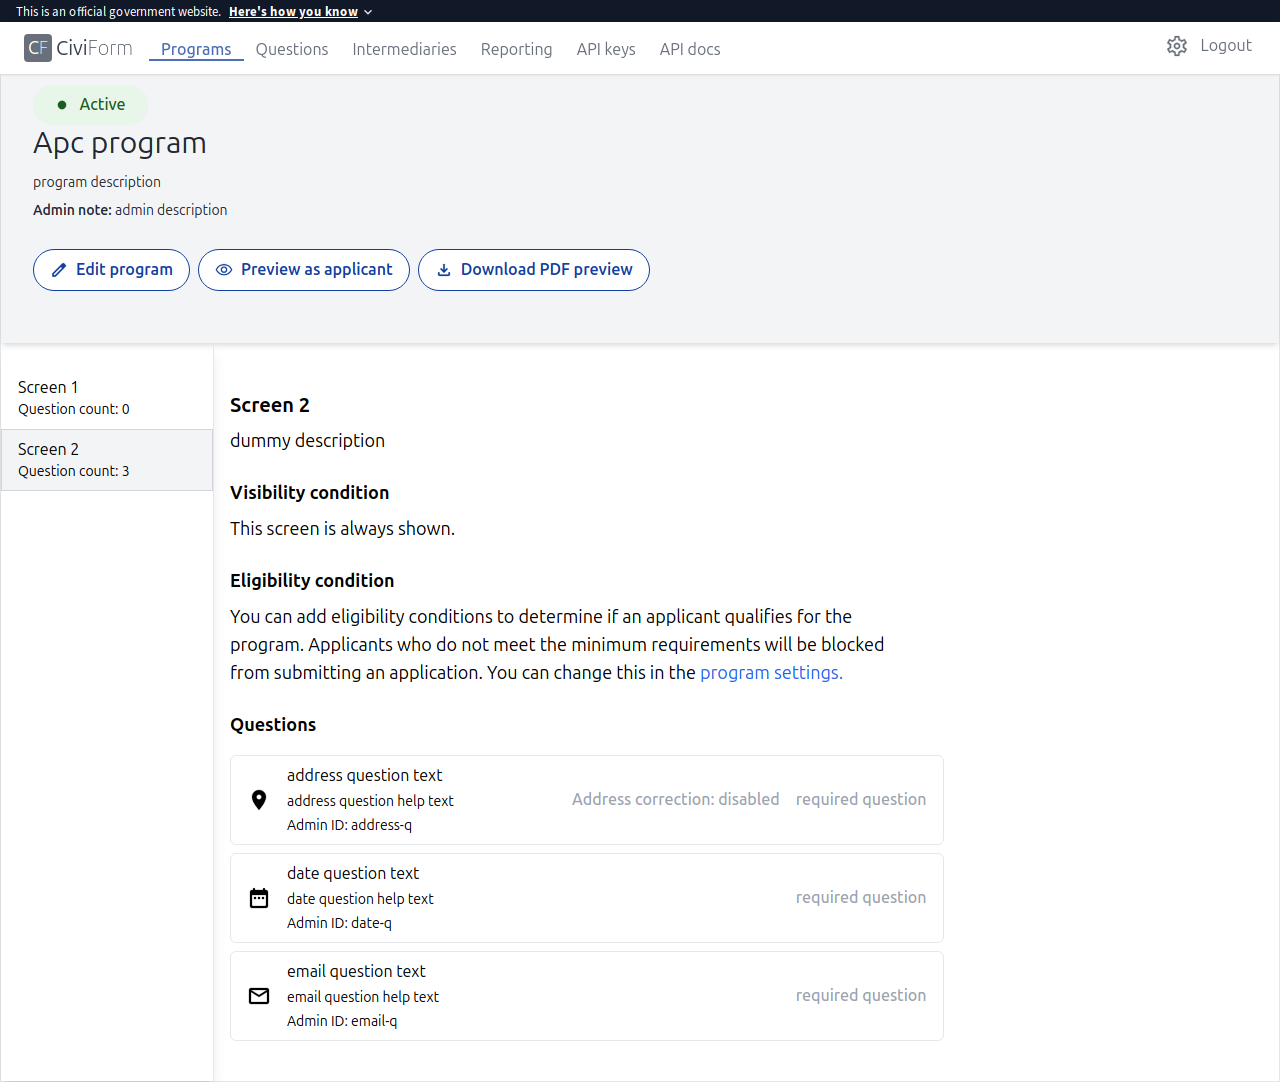 This is an official government website. Here's how you know
CF CiviForm Programs Questions Intermediaries Reporting API keys API docs Logout
Active
Apc program
program description
Admin note: admin description
Edit program Preview as applicant Download PDF preview
Screen 1
Question count: 0
Screen 2
Question count: 3
Screen 2
dummy description
Visibility condition
This screen is always shown.
Eligibility condition
You can add eligibility conditions to determine if an applicant qualifies for the
program. Applicants who do not meet the minimum requirements will be blocked
from submitting an application. You can change this in the program settings.
Questions
address question text
address question help text
Admin ID: address-q
Address correction: disabled required question
date question text
date question help text
Admin ID: date-q
required question
email question text
email question help text
Admin ID: email-q
required question